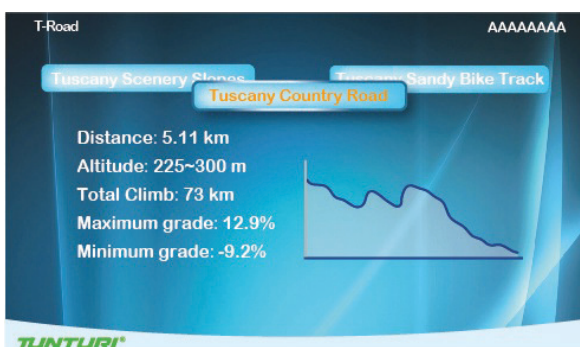 T-Road
AAAAAAAA
Tuscany Scenery Slopes
Tuscany Sandy Bike Track
Tuscany Country Road
Distance: 5.11 km
Altitude: 225~300 m
Total Climb: 73 km
Maximum grade: 12.9%
Minimum grade: -9.2%
TUNTURI®